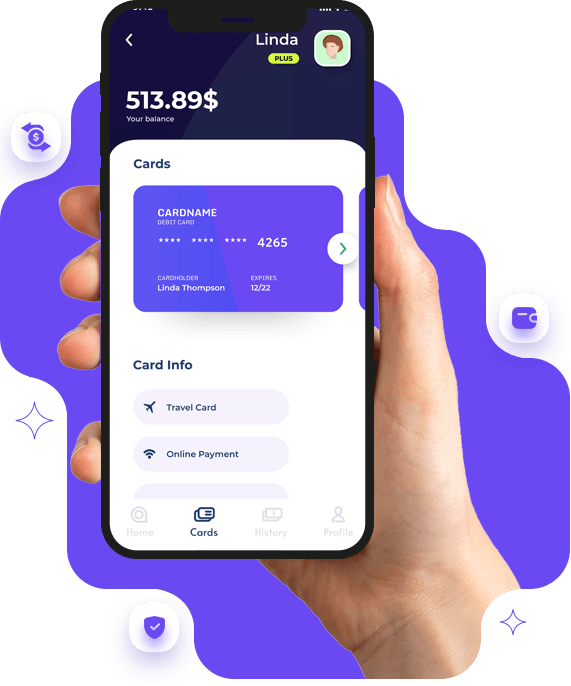 Linda
PLUS
513.89$
Your balance
Cards
CARDNAME
DEBIT CARD
**** **** **** 4265
CARDHOLDER EXPIRES
Linda Thompson 12/22
Card Info
Travel Card
Online Payment
Home Cards History Profile